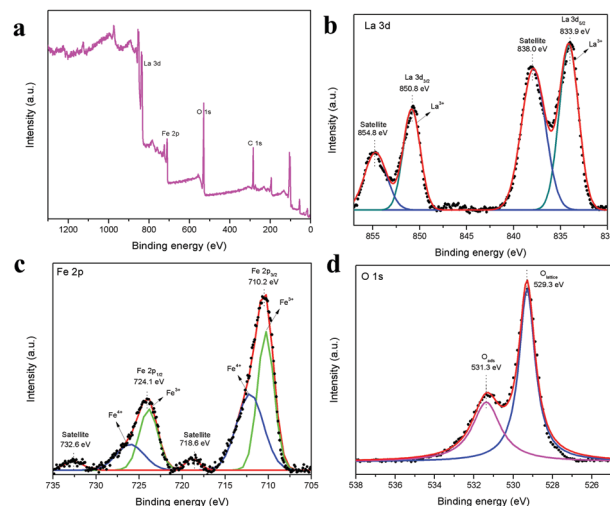 a
La 3d
Fe 2p
O 1s
C 1s
Intensity (a.u.)
1200 1000 800 600 400 200 0
Binding energy (eV)
b
La 3d
La 3d5/2
833.9 eV
Satellite
838.0 eV
La3+
La 3d3/2
850.8 eV
La3+
Satellite
854.8 eV
Intensity (a.u.)
855 850 845 840 835 830
Binding energy (eV)
c
Fe 2p
Fe 2p3/2
710.2 eV
Fe3+
Fe4+
Fe 2p1/2
724.1 eV
Fe3+
Fe4+
Satellite
732.6 eV
Satellite
718.6 eV
Intensity (a.u.)
735 730 725 720 715 710 705
Binding energy (eV)
d
O 1s
Olattice
529.3 eV
Oads
531.3 eV
Intensity (a.u.)
538 536 534 532 530 528 526
Binding energy (eV)